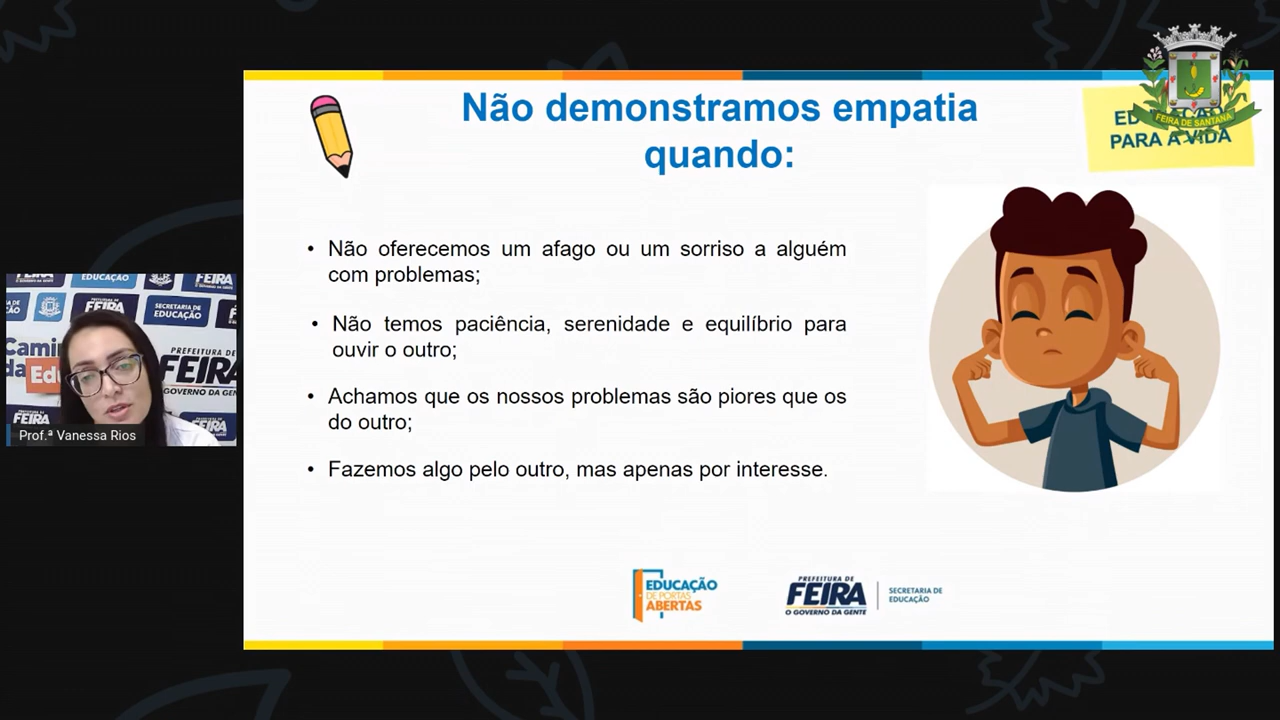 Não demonstramos empatia
quando:
PARA A VIDA
FEIRA DE SANTANA
• Não oferecemos um afago ou um sorriso a alguém
com problemas;
• Não temos paciência, serenidade e equilíbrio para
ouvir o outro;
• Achamos que os nossos problemas são piores que os
do outro;
• Fazemos algo pelo outro, mas apenas por interesse.
EDUCAÇÃO
DE PORTAS
ABERTAS
PREFEITURA DE
FEIRA
O GOVERNO DA GENTE
SECRETARIA DE
EDUCAÇÃO
EDUCAÇÃO
FEIRA
SECRETARIA DE
EDUCAÇÃO
PREFEITURA DE
FEIRA
O GOVERNO DA GENTE
FEIRA
Prof.ª Vanessa Rios